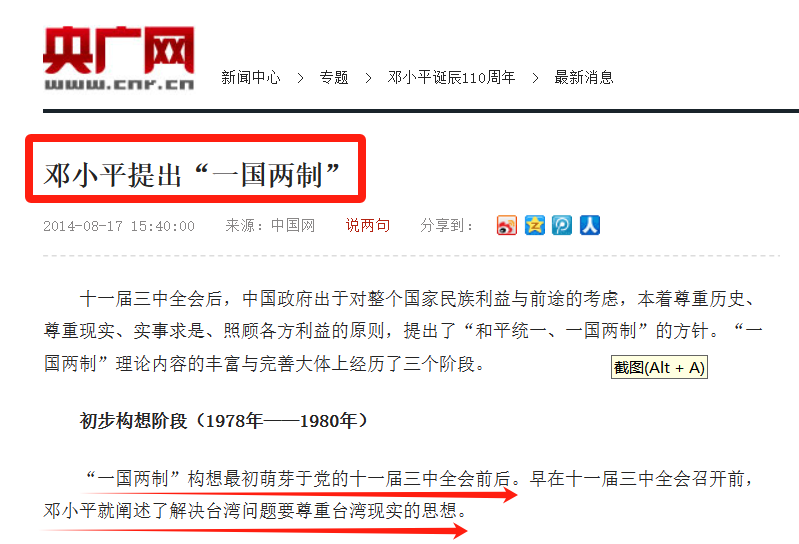 央广网
www.cnr.cn
新闻中心 > 专题 > 邓小平诞辰110周年 > 最新消息
邓小平提出“一国两制”
2014-08-17 15:40:00 来源：中国网 说两句 分享到：
十一届三中全会后，中国政府出于对整个国家民族利益与前途的考虑，本着尊重历史、
尊重现实、实事求是、照顾各方利益的原则，提出了“和平统一、一国两制”的方针。“一
国两制”理论内容的丰富与完善大体上经历了三个阶段。
截图(Alt + A)
初步构想阶段（1978年——1980年）
“一国两制”构想最初萌芽于党的十一届三中全会前后。早在十一届三中全会召开前，
邓小平就阐述了解决台湾问题要尊重台湾现实的思想。